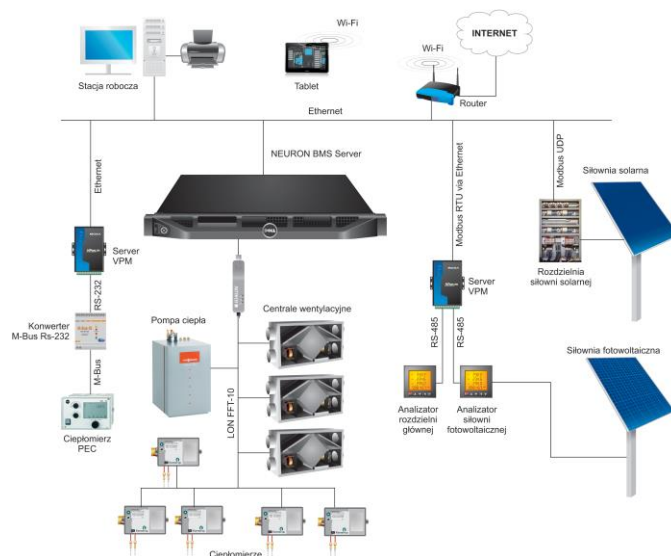 INTERNET
Wi-Fi
Wi-Fi
Stacja robocza
Tablet
Router
Ethernet
NEURON BMS Server
Ethernet
Modbus RTU via Ethernet
Modbus UDP
Siłownia solarna
DELL
Server
VPM
RS-232
Server
VPM
Rozdzielnia
siłowni solarnej
Konwerter
M-Bus Rs-232
Pompa ciepła
Centrale wentylacyjne
RS-485
RS-485
Siłownia fotowoltaiczna
M-Bus
LON FFT-10
Ciepłomierz
PEC
Analizator
rozdzielni
głównej
Analizator
siłowni
fotowoltaicznej
Ciepłomierze